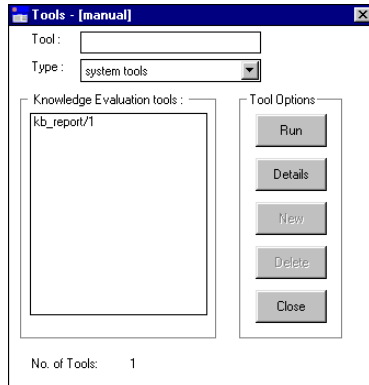 Tools - [manual]
Tool :
Type :
system tools
Knowledge Evaluation tools :
kb_report/1
Tool Options
Run
Details
New
Delete
Close
No. of Tools: 1